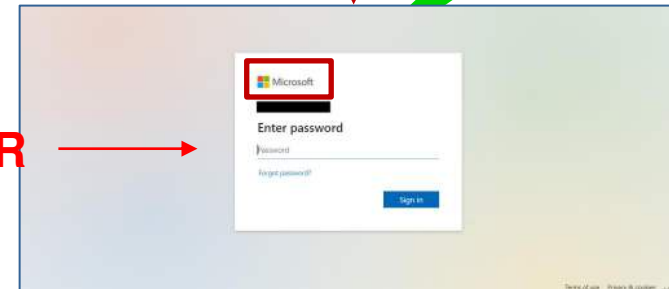 Microsoft
Enter password
R
Password
Forgot password?
Sign in
Terms of use Privacy & cookies